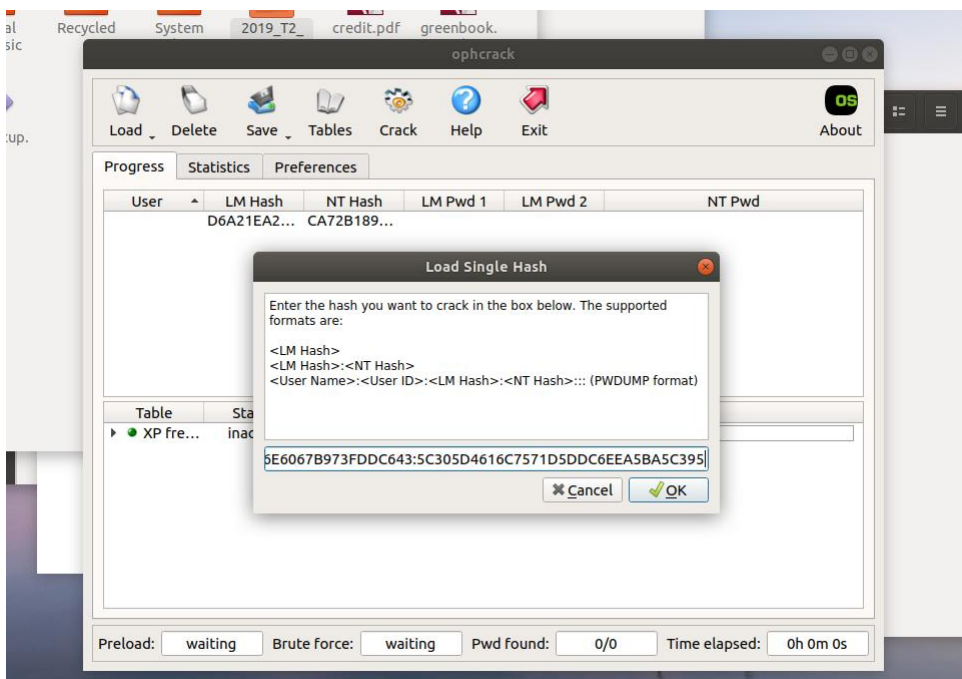 al Recycled System 2019_T2_ credit.pdf greenbook.
sic
ophcrack
Load Delete Save Tables Crack Help Exit About
OS
up.
Progress Statistics Preferences
User LM Hash NT Hash LM Pwd 1 LM Pwd 2 NT Pwd
D6A21EA2... CA72B189...
Load Single Hash
Enter the hash you want to crack in the box below. The supported
formats are:
<LM Hash>
<LM Hash>:<NT Hash>
<User Name>:<User ID>:<LM Hash>:<NT Hash>::: (PWDUMP format)
Table Sta
XP fre... inac
6E6067B973FDDC643:5C305D4616C7571D5DDC6EEA5BA5C395
Cancel OK
Preload: waiting Brute force: waiting Pwd found: 0/0 Time elapsed: 0h 0m 0s